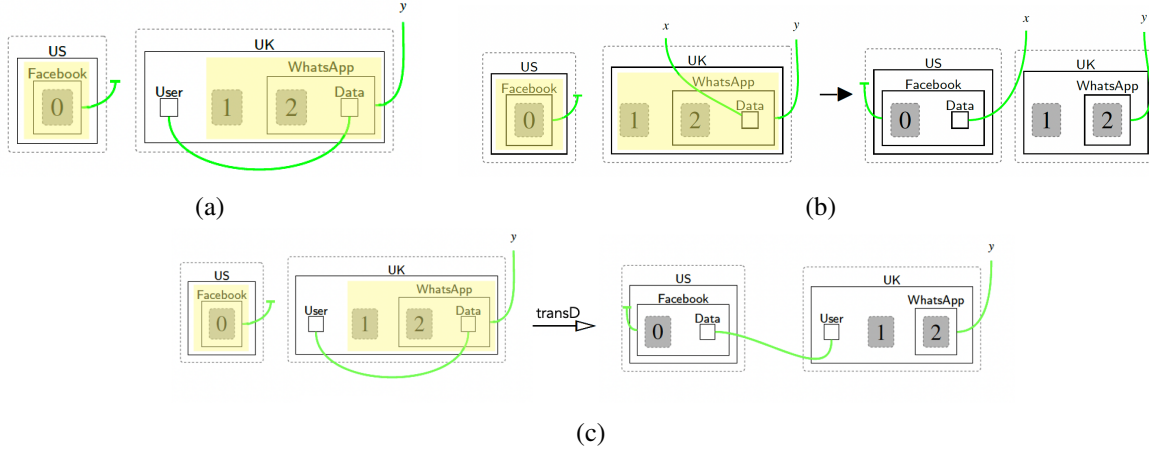 US
Facebook
0
UK
WhatsApp
User
1
2
Data
y
(a)
US
Facebook
0
x
y
UK
WhatsApp
1
2
Data
US
Facebook
0
Data
x
y
UK
WhatsApp
1
2
(b)
US
Facebook
0
y
UK
WhatsApp
User
1
2
Data
transD
US
Facebook
0
Data
y
UK
WhatsApp
User
1
2
(c)